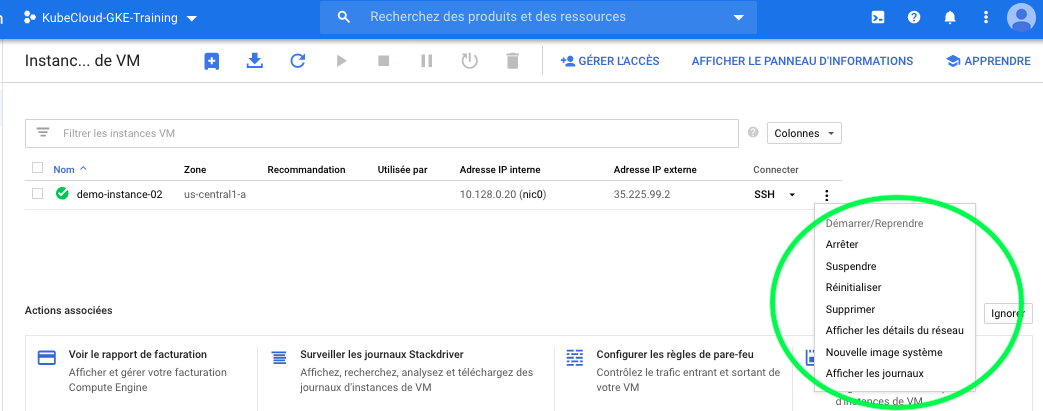 KubeCloud-GKE-Training
Recherchez des produits et des ressources
Instanc... de VM
GÉRER L'ACCÈS
AFFICHER LE PANNEAU D'INFORMATIONS
APPRENDRE
Filtrer les instances VM
Colonnes
Nom
Zone
Recommandation
Utilisée par
Adresse IP interne
Adresse IP externe
Connecter
demo-instance-02
us-central1-a
10.128.0.20 (nic0)
35.225.99.2
SSH
Démarrer/Reprendre
Arrêter
Suspendre
Réinitialiser
Supprimer
Afficher les détails du réseau
Nouvelle image système
Afficher les journaux
Actions associées
Ignorer
Voir le rapport de facturation
Afficher et gérer votre facturation
Compute Engine
Surveiller les journaux Stackdriver
Affichez, recherchez, analysez et téléchargez des
journaux d'instances de VM
Configurer les règles de pare-feu
Contrôlez le trafic entrant et sortant de
votre VM
d'instances de VM